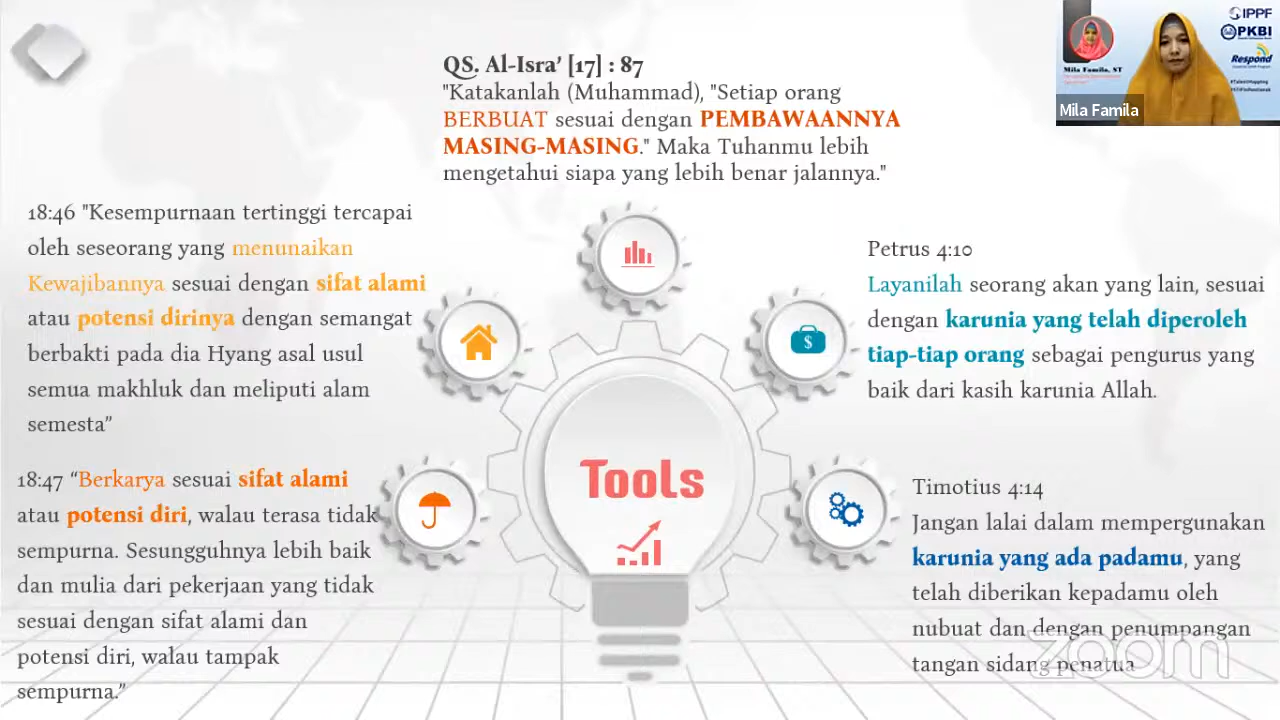 QS. Al-Isra’ [17] : 87
"Katakanlah (Muhammad), "Setiap orang
BERBUAT sesuai dengan PEMBAWAANNYA
MASING-MASING." Maka Tuhanmu lebih
mengetahui siapa yang lebih benar jalannya."
18:46 "Kesempurnaan tertinggi tercapai
oleh seseorang yang menunaikan
Kewajibannya sesuai dengan sifat alami
atau potensi dirinya dengan semangat
berbakti pada dia Hyang asal usul
semua makhluk dan meliputi alam
semesta”
18:47 “Berkarya sesuai sifat alami
atau potensi diri, walau terasa tidak
sempurna. Sesungguhnya lebih baik
dan mulia dari pekerjaan yang tidak
sesuai dengan sifat alami dan
potensi diri, walau tampak
sempurna.”
Tools
$
Petrus 4:10
Layanilah seorang akan yang lain, sesuai
dengan karunia yang telah diperoleh
tiap-tiap orang sebagai pengurus yang
baik dari kasih karunia Allah.
Timotius 4:14
Jangan lalai dalam mempergunakan
karunia yang ada padamu, yang
telah diberikan kepadamu oleh
nubuat dan dengan penumpangan
tangan sidang penatua
zoom
IPPF
PKBI
Respond
Mila Famila, ST
Mila Famila